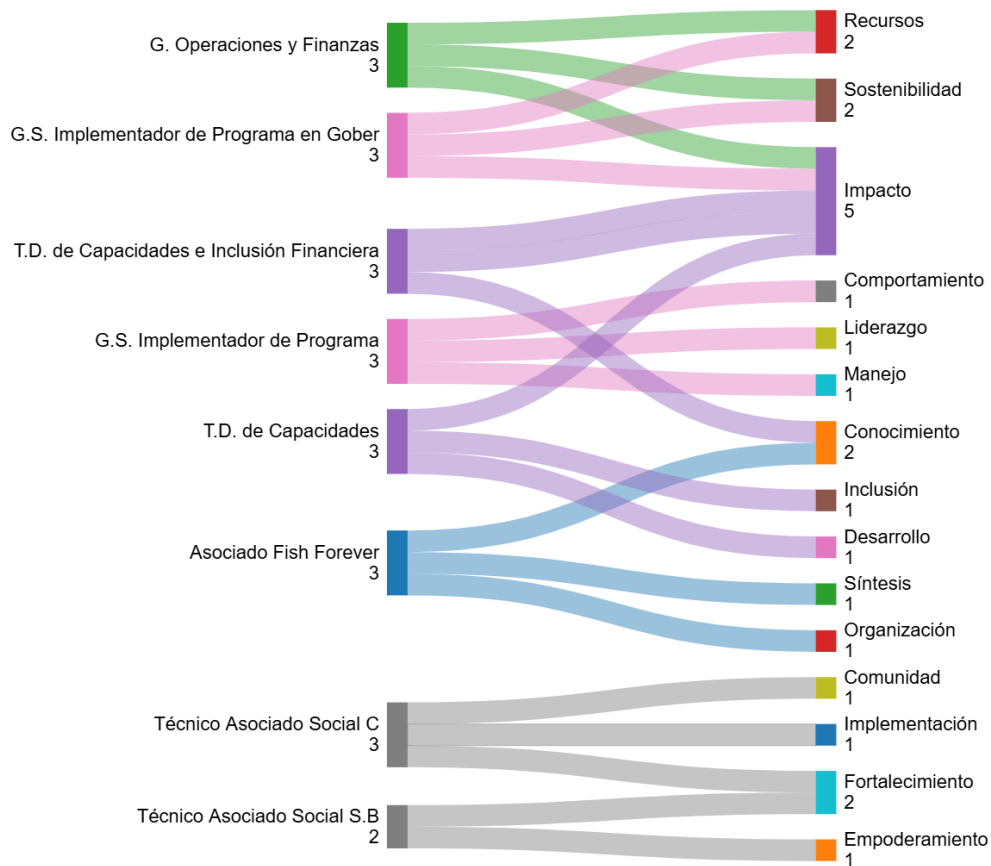 G. Operaciones y Finanzas
3
G.S. Implementador de Programa en Gober
3
T.D. de Capacidades e Inclusión Financiera
3
G.S. Implementador de Programa
3
T.D. de Capacidades
3
Asociado Fish Forever
3
Técnico Asociado Social C
3
Técnico Asociado Social S.B
2
Recursos
2
Sostenibilidad
2
Impacto
5
Comportamiento
1
Liderazgo
1
Manejo
1
Conocimiento
2
Inclusión
1
Desarrollo
1
Síntesis
1
Organización
1
Comunidad
1
Implementación
1
Fortalecimiento
2
Empoderamiento
1